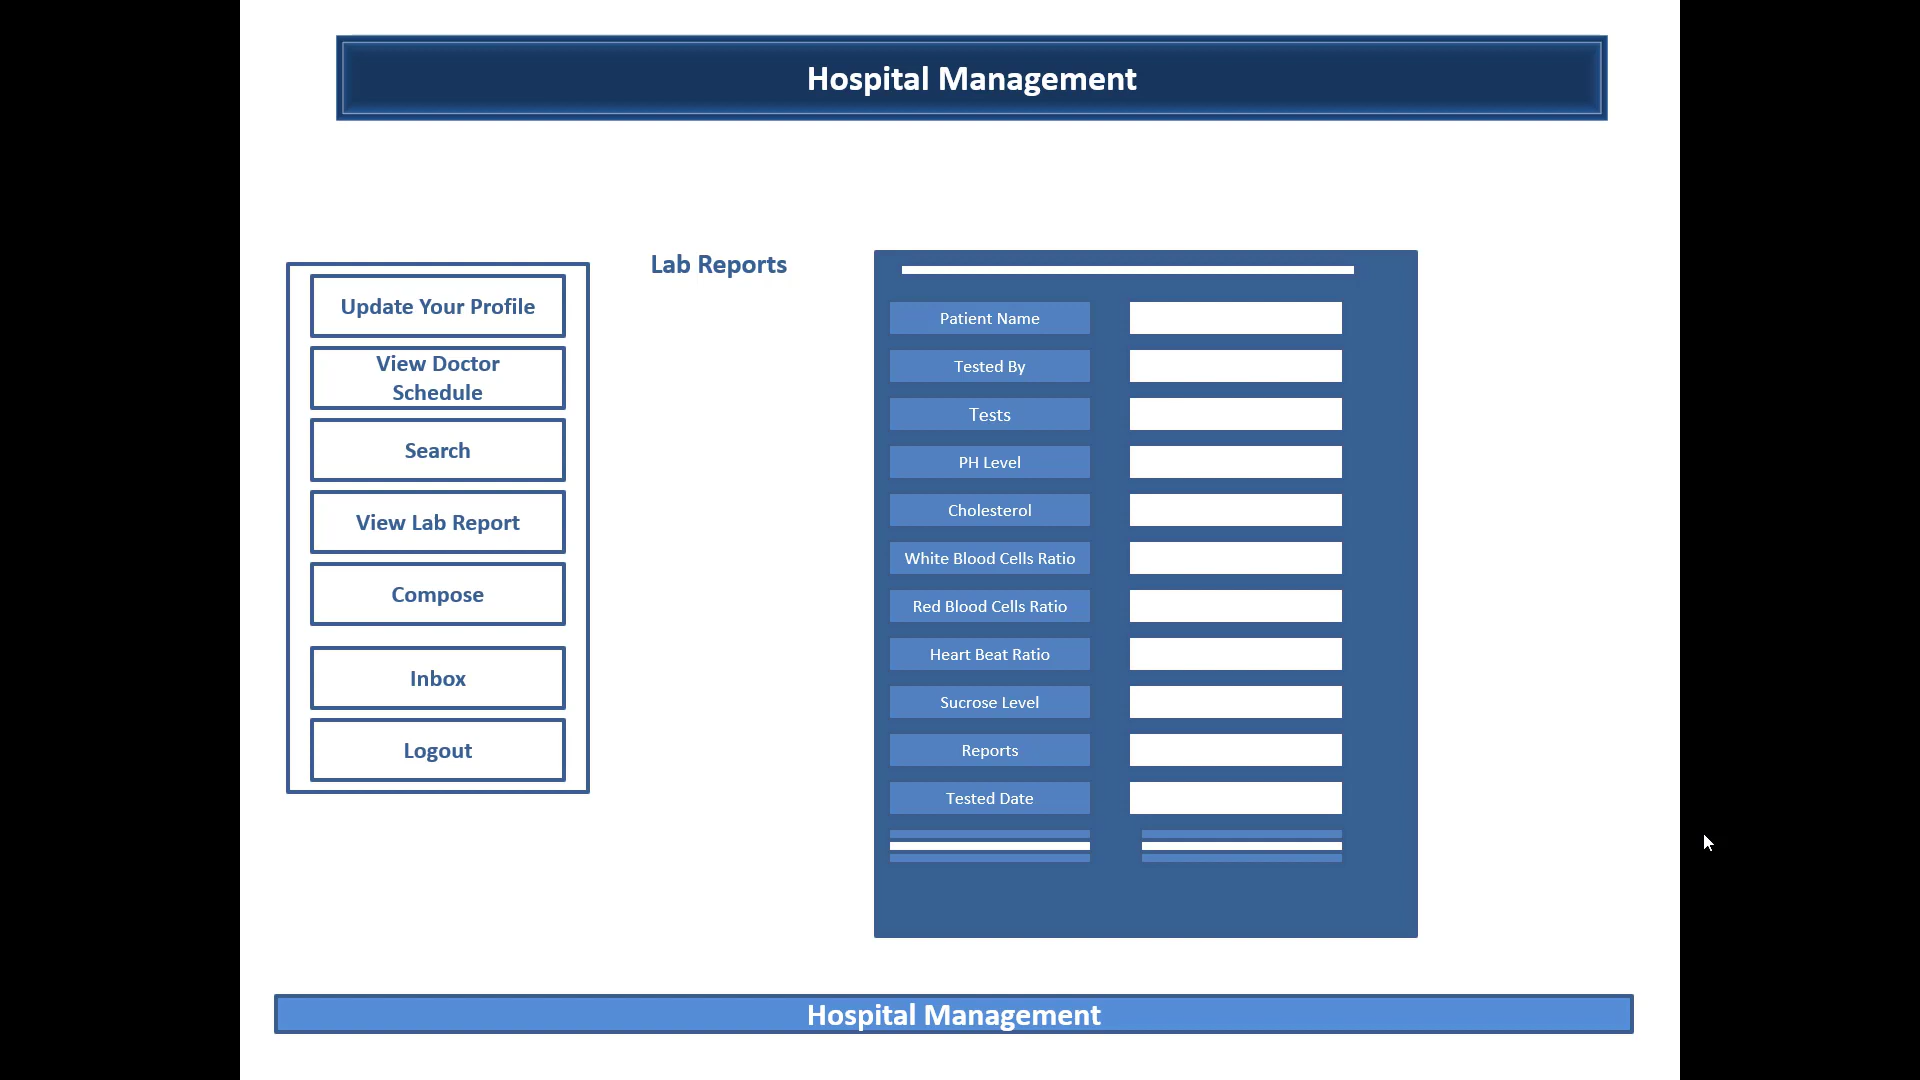 Hospital Management
Update Your Profile
View Doctor
Schedule
Search
View Lab Report
Compose
Inbox
Logout
Lab Reports
Patient Name
Tested By
Tests
PH Level
Cholesterol
White Blood Cells Ratio
Red Blood Cells Ratio
Heart Beat Ratio
Sucrose Level
Reports
Tested Date
Hospital Management